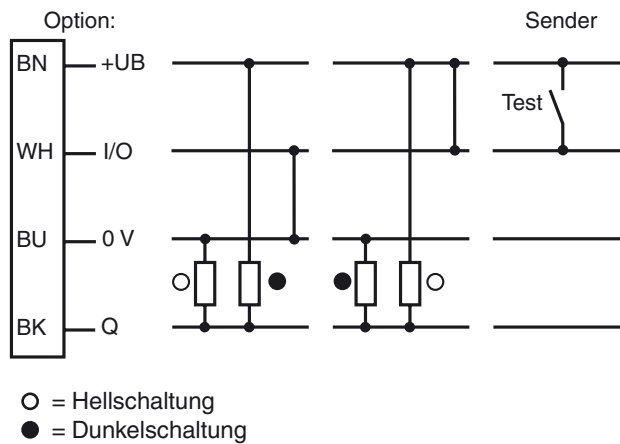 Option:
Sender
BN
+UB
Test
WH
I/O
BU
0 V
BK
Q
= Hellschaltung
= Dunkelschaltung